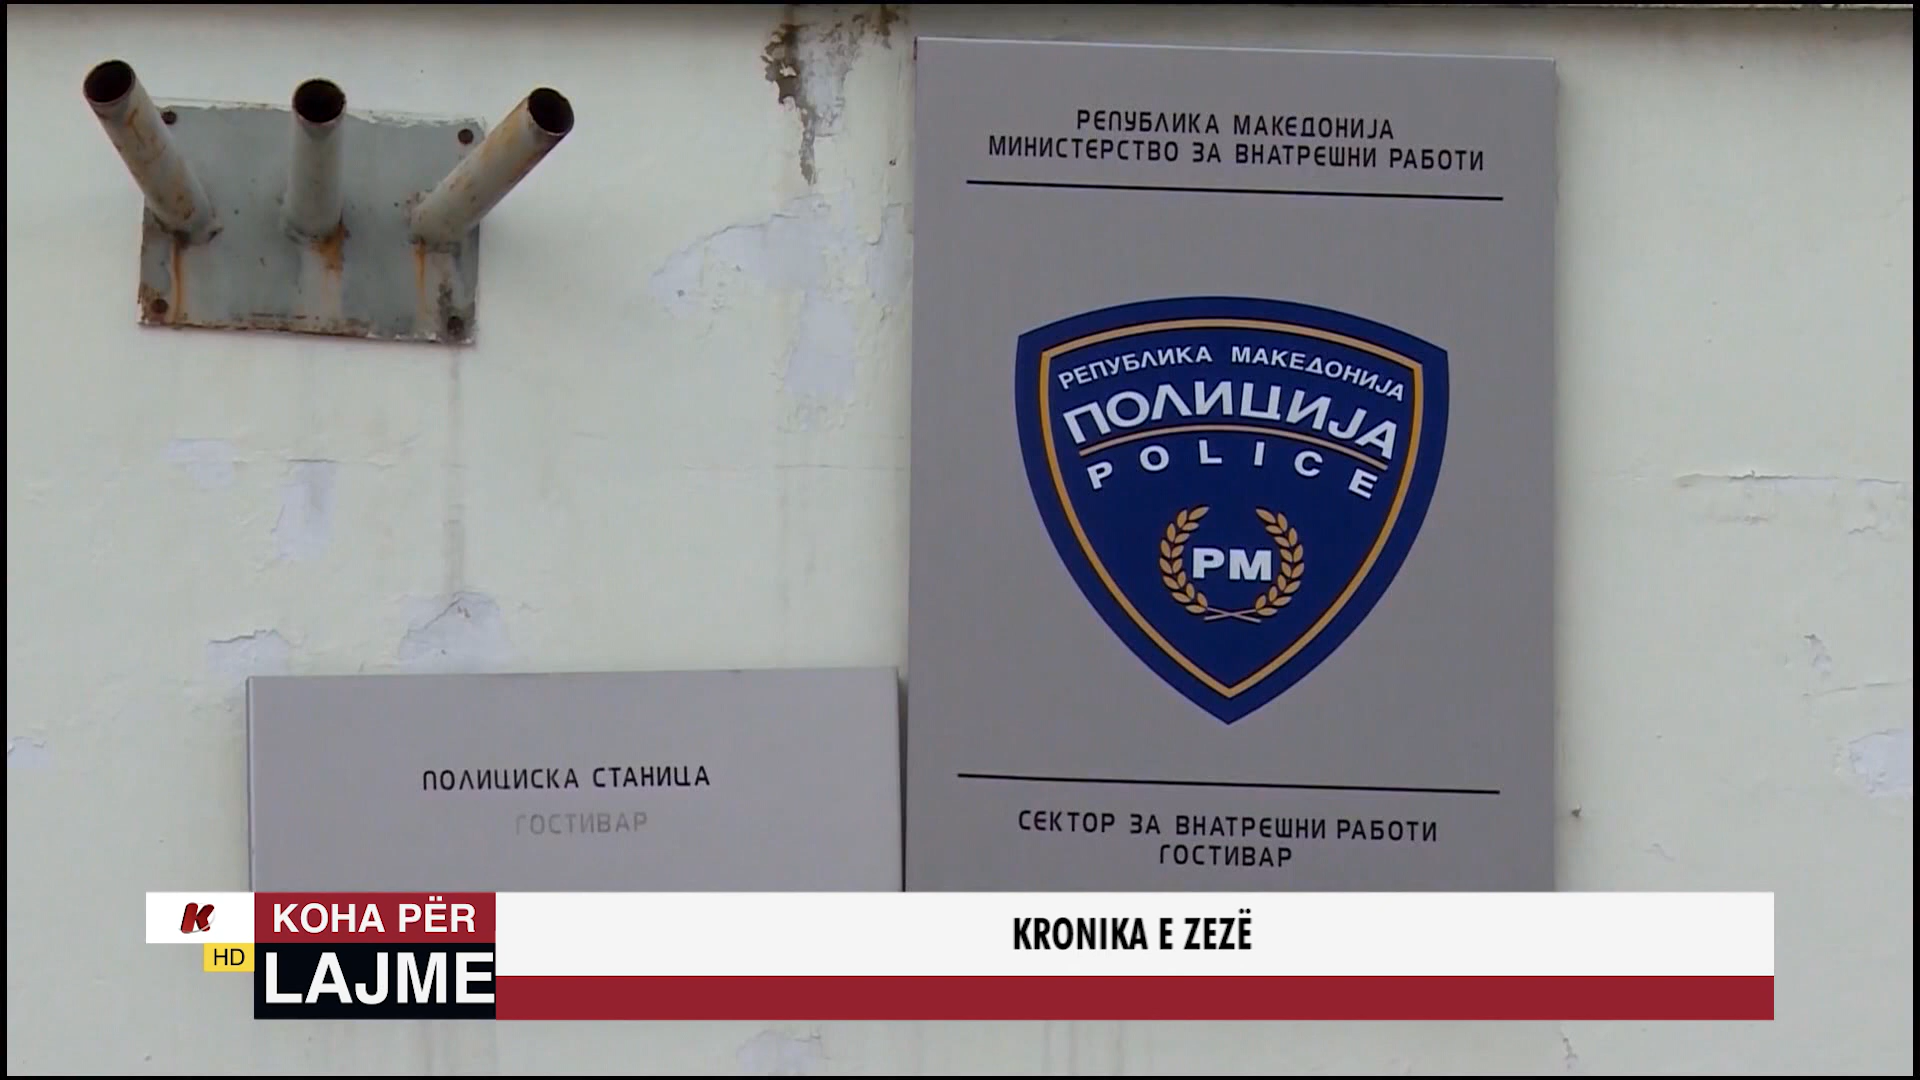 РЕПУБЛИКА МАКЕДОНИЈА
МИНИСТЕРСТВО ЗА ВНАТРЕШНИ РАБОТИ
РЕПУБЛИКА МАКЕДОНИЈА
ПОЛИЦИЈА
POLICE
РМ
СЕКТОР ЗА ВНАТРЕШНИ РАБОТИ
ГОСТИВАР
ПОЛИЦИСКА СТАНИЦА
ГОСТИВАР
K
HD
KOHA PËR
LAJME
KRONIKA E ZEZË